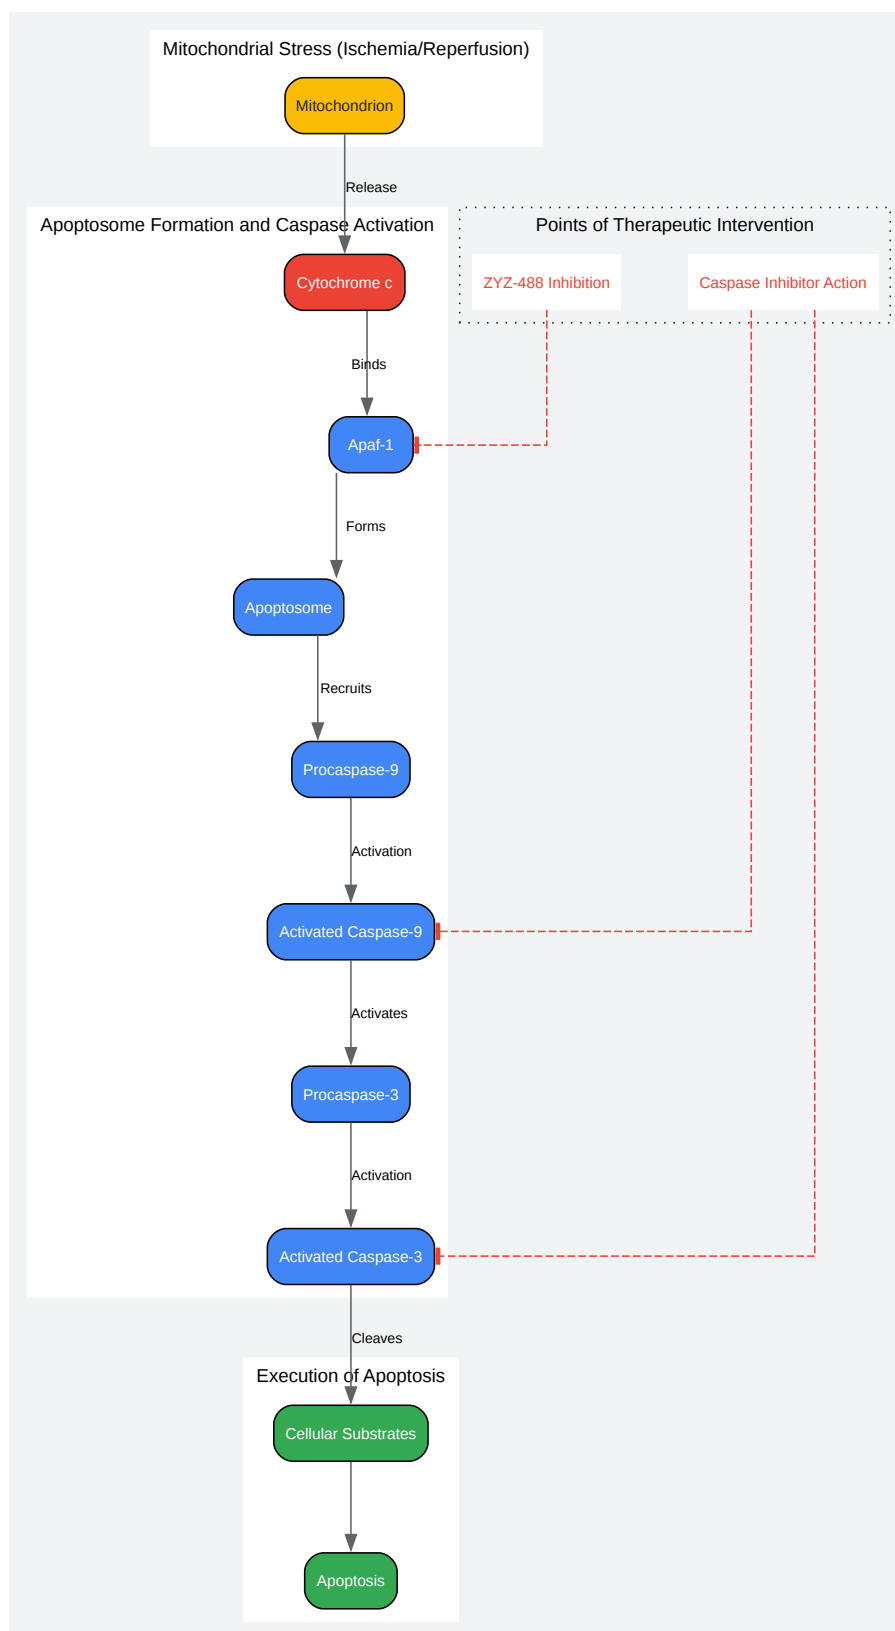 Mitochondrial Stress (Ischemia/Reperfusion)
Mitochondrion
Release
Apoptosome Formation and Caspase Activation
Points of Therapeutic Intervention
Cytochrome c
ZYZ-488 Inhibition
Caspase Inhibitor Action
Binds
Apaf-1
Forms
Apoptosome
Recruits
Procaspase-9
Activation
Activated Caspase-9
Activates
Procaspase-3
Activation
Activated Caspase-3
Cleaves
Execution of Apoptosis
Cellular Substrates
Apoptosis